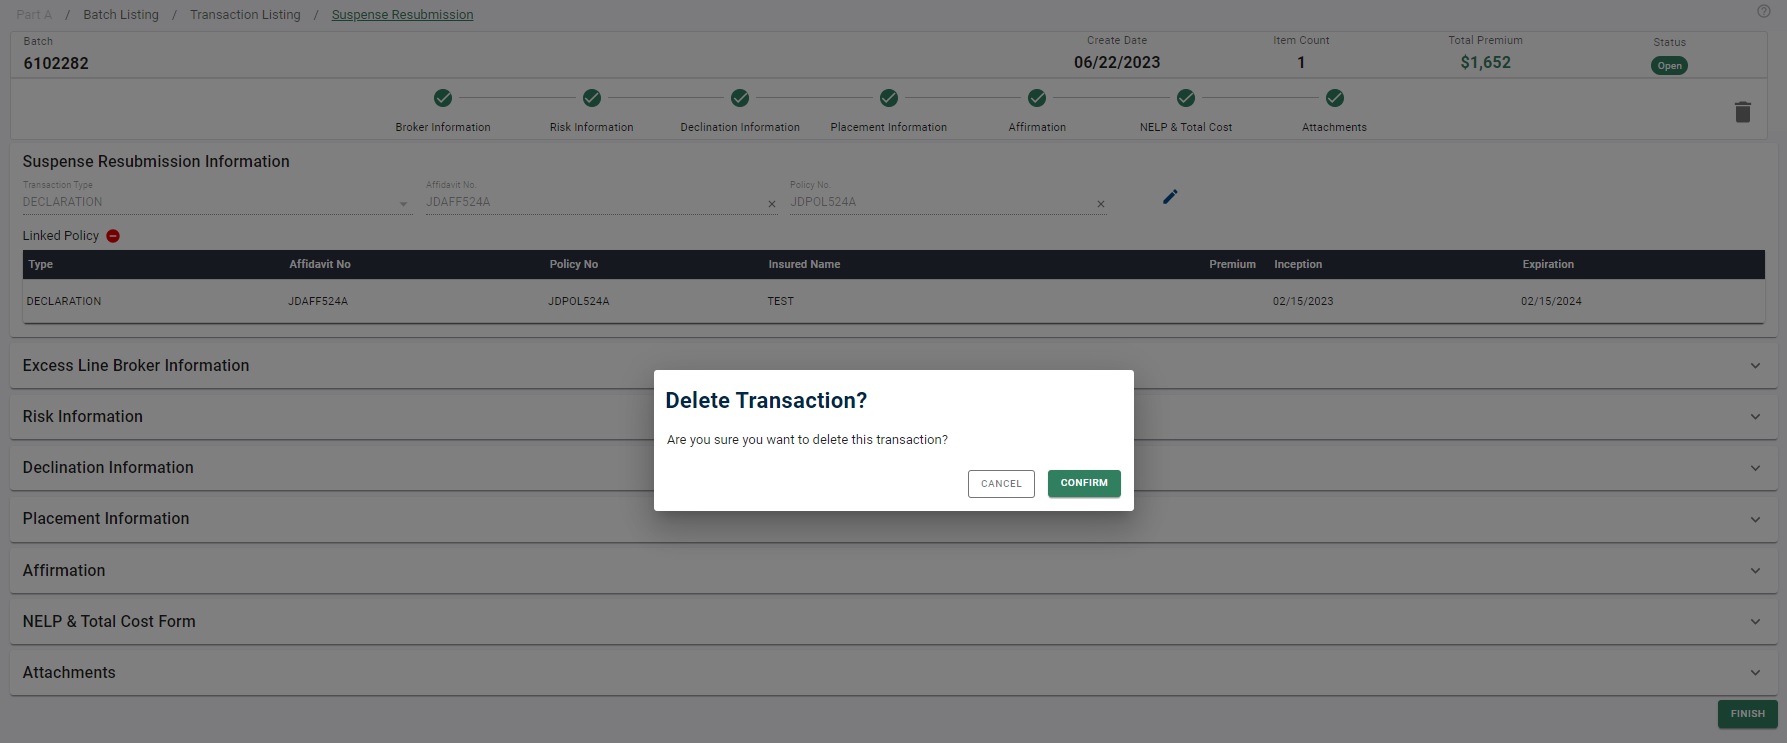 Part A / Batch Listing / Transaction Listing / Suspense Resubmission
Batch
6102282
Create Date
06/22/2023
Item Count
1
Total Premium
$1,652
Status
Open
Broker Information
Risk Information
Declination Information
Placement Information
Affirmation
NELP & Total Cost
Attachments
Suspense Resubmission Information
Transaction Type
DECLARATION
Affidavit No.
JDAFF524A
Policy No.
JDPOL524A
Linked Policy
Type Affidavit No Policy No Insured Name Premium Inception Expiration
DECLARATION JDAFF524A JDPOL524A TEST 02/15/2023 02/15/2024
Excess Line Broker Information
Risk Information
Declination Information
Placement Information
Affirmation
NELP & Total Cost Form
Attachments
Delete Transaction?
Are you sure you want to delete this transaction?
CANCEL CONFIRM
FINISH